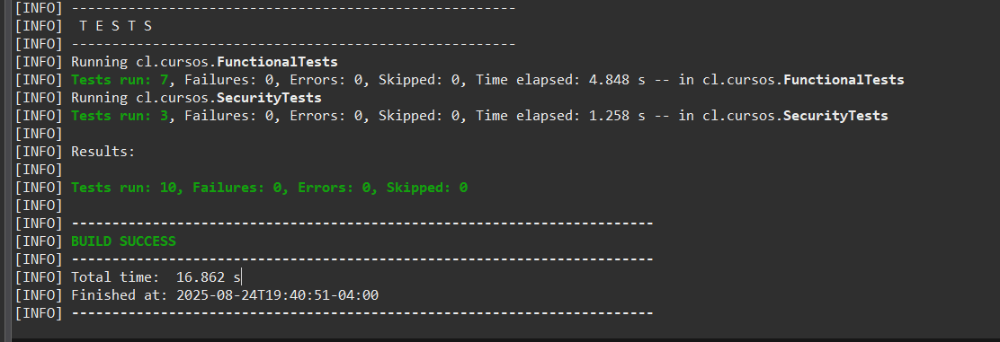 [INFO] -------------------------------------------------------
[INFO]  T E S T S
[INFO] -------------------------------------------------------
[INFO] Running cl.cursos.FunctionalTests
[INFO] Tests run: 7, Failures: 0, Errors: 0, Skipped: 0, Time elapsed: 4.848 s -- in cl.cursos.FunctionalTests
[INFO] Running cl.cursos.SecurityTests
[INFO] Tests run: 3, Failures: 0, Errors: 0, Skipped: 0, Time elapsed: 1.258 s -- in cl.cursos.SecurityTests
[INFO]
[INFO] Results:
[INFO]
[INFO] Tests run: 10, Failures: 0, Errors: 0, Skipped: 0
[INFO]
[INFO] ------------------------------------------------------------------------
[INFO] BUILD SUCCESS
[INFO] ------------------------------------------------------------------------
[INFO] Total time:  16.862 s
[INFO] Finished at: 2025-08-24T19:40:51-04:00
[INFO] ------------------------------------------------------------------------